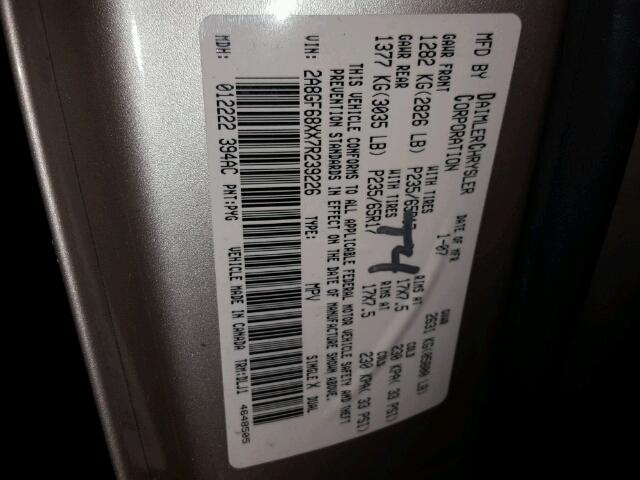 MFD BY DAIMLERCHRYSLER CORPORATION DATE OF MFR 1-07 GVWR 2631 KG(05800 LB)
GAWR FRONT WITH TIRES RIMS AT COLD
1282 KG(2826 LB) P235/65R17 17X7.5 230 KPA( 33 PSI)
GAWR REAR WITH TIRES RIMS AT COLD
1377 KG(3035 LB) P235/65R17 17X7.5 230 KPA( 33 PSI)
THIS VEHICLE CONFORMS TO ALL APPLICABLE FEDERAL MOTOR VEHICLE SAFETY AND THEFT
PREVENTION STANDARDS IN EFFECT ON THE DATE OF MANUFACTURE SHOWN ABOVE.
VIN: 2A8GF68XX7R239226 TYPE: MPV SINGLE X DUAL
MDH: 012222 394AC PNT:PYG VEHICLE MADE IN CANADA TRM:DLJ1 4648505